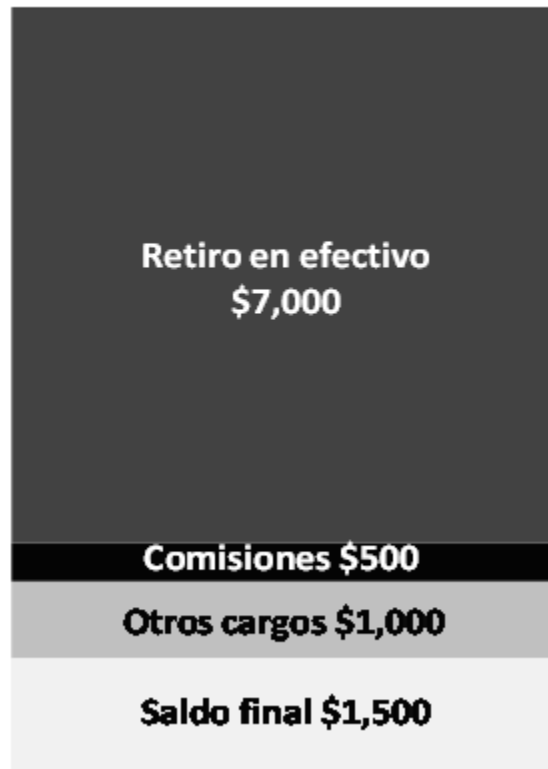 Retiro en efectivo
$7,000
Comisiones $500
Otros cargos $1,000
Saldo final $1,500